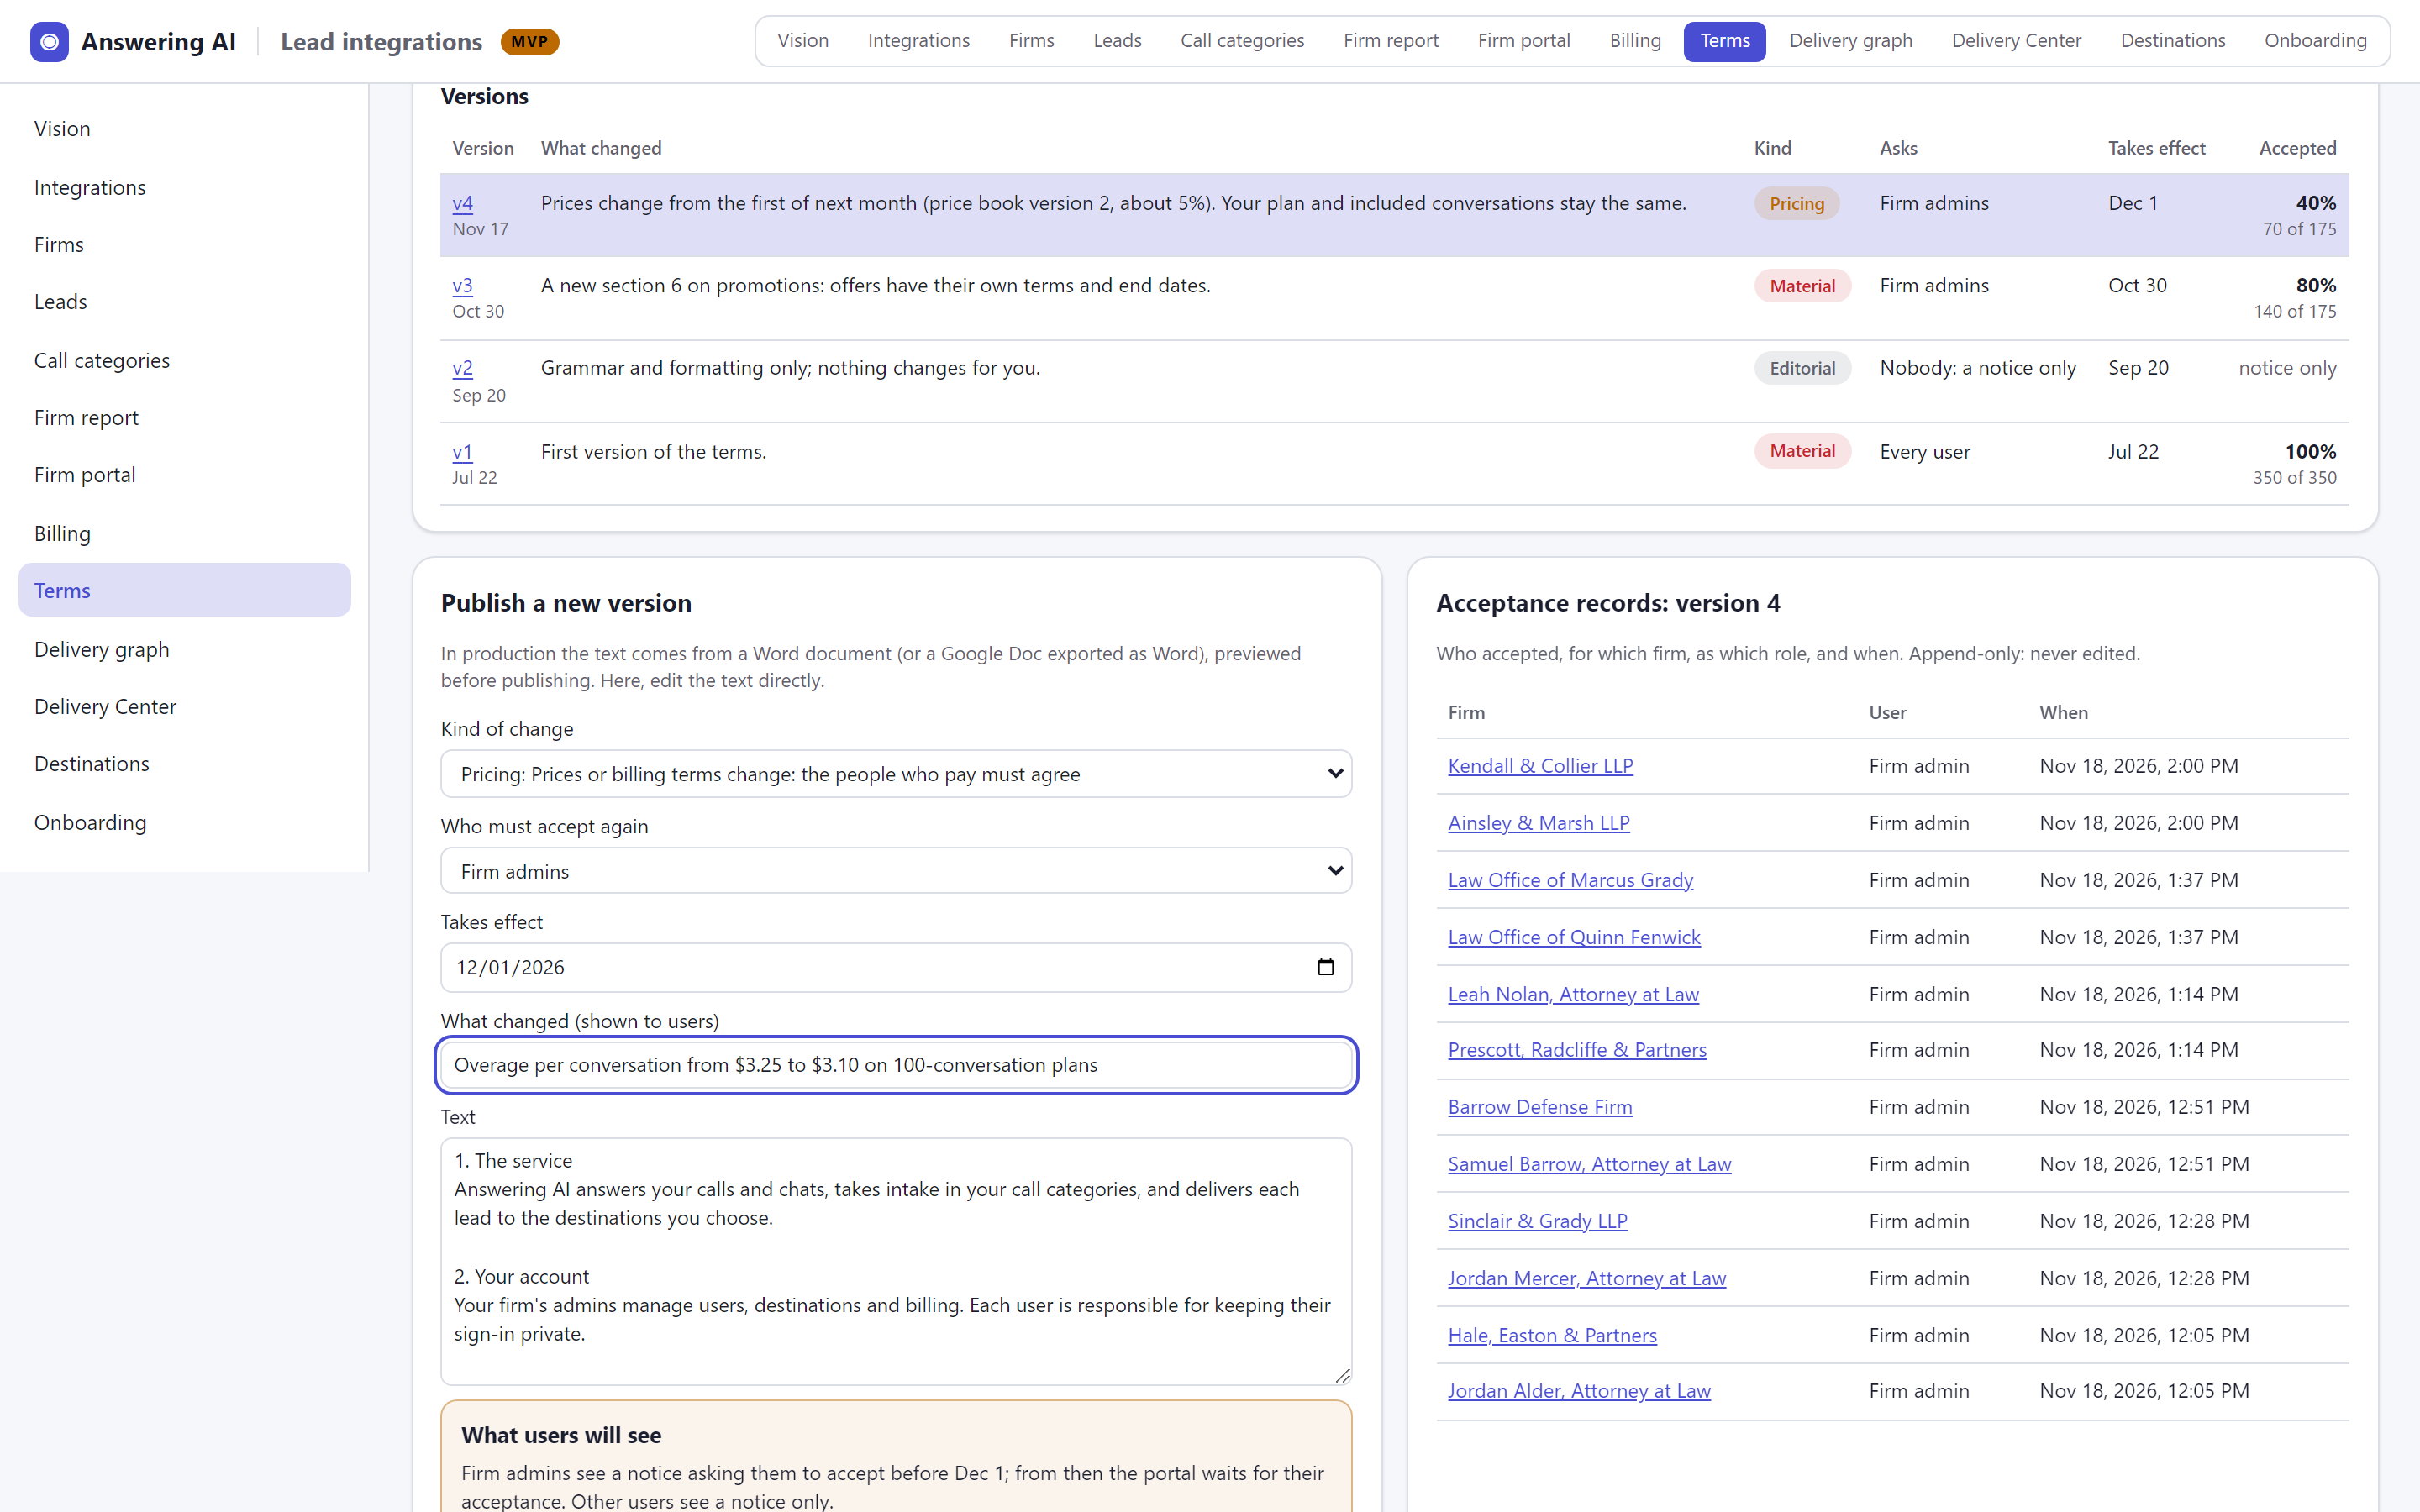 Answering AI
Lead integrations
MVP
Vision
Integrations
Firms
Leads
Call categories
Firm report
Firm portal
Billing
Terms
Delivery graph
Delivery Center
Destinations
Onboarding
Vision
Integrations
Firms
Leads
Call categories
Firm report
Firm portal
Billing
Terms
Delivery graph
Delivery Center
Destinations
Onboarding
Versions
Version What changed Kind Asks Takes effect Accepted
v4 Prices change from the first of next month (price book version 2, about 5%). Your plan and included conversations stay the same. Pricing Firm admins Dec 1 40%
Nov 17 70 of 175
v3 A new section 6 on promotions: offers have their own terms and end dates. Material Firm admins Oct 30 80%
Oct 30 140 of 175
v2 Grammar and formatting only; nothing changes for you. Editorial Nobody: a notice only Sep 20 notice only
Sep 20
v1 First version of the terms. Material Every user Jul 22 100%
Jul 22 350 of 350
Publish a new version
In production the text comes from a Word document (or a Google Doc exported as Word), previewed
before publishing. Here, edit the text directly.
Kind of change
Pricing: Prices or billing terms change: the people who pay must agree
Who must accept again
Firm admins
Takes effect
12/01/2026
What changed (shown to users)
Overage per conversation from $3.25 to $3.10 on 100-conversation plans
Text
1. The service
Answering AI answers your calls and chats, takes intake in your call categories, and delivers each
lead to the destinations you choose.
2. Your account
Your firm's admins manage users, destinations and billing. Each user is responsible for keeping their
sign-in private.
What users will see
Firm admins see a notice asking them to accept before Dec 1; from then the portal waits for their
acceptance. Other users see a notice only.
Acceptance records: version 4
Who accepted, for which firm, as which role, and when. Append-only: never edited.
Firm User When
Kendall & Collier LLP Firm admin Nov 18, 2026, 2:00 PM
Ainsley & Marsh LLP Firm admin Nov 18, 2026, 2:00 PM
Law Office of Marcus Grady Firm admin Nov 18, 2026, 1:37 PM
Law Office of Quinn Fenwick Firm admin Nov 18, 2026, 1:37 PM
Leah Nolan, Attorney at Law Firm admin Nov 18, 2026, 1:14 PM
Prescott, Radcliffe & Partners Firm admin Nov 18, 2026, 1:14 PM
Barrow Defense Firm Firm admin Nov 18, 2026, 12:51 PM
Samuel Barrow, Attorney at Law Firm admin Nov 18, 2026, 12:51 PM
Sinclair & Grady LLP Firm admin Nov 18, 2026, 12:28 PM
Jordan Mercer, Attorney at Law Firm admin Nov 18, 2026, 12:28 PM
Hale, Easton & Partners Firm admin Nov 18, 2026, 12:05 PM
Jordan Alder, Attorney at Law Firm admin Nov 18, 2026, 12:05 PM